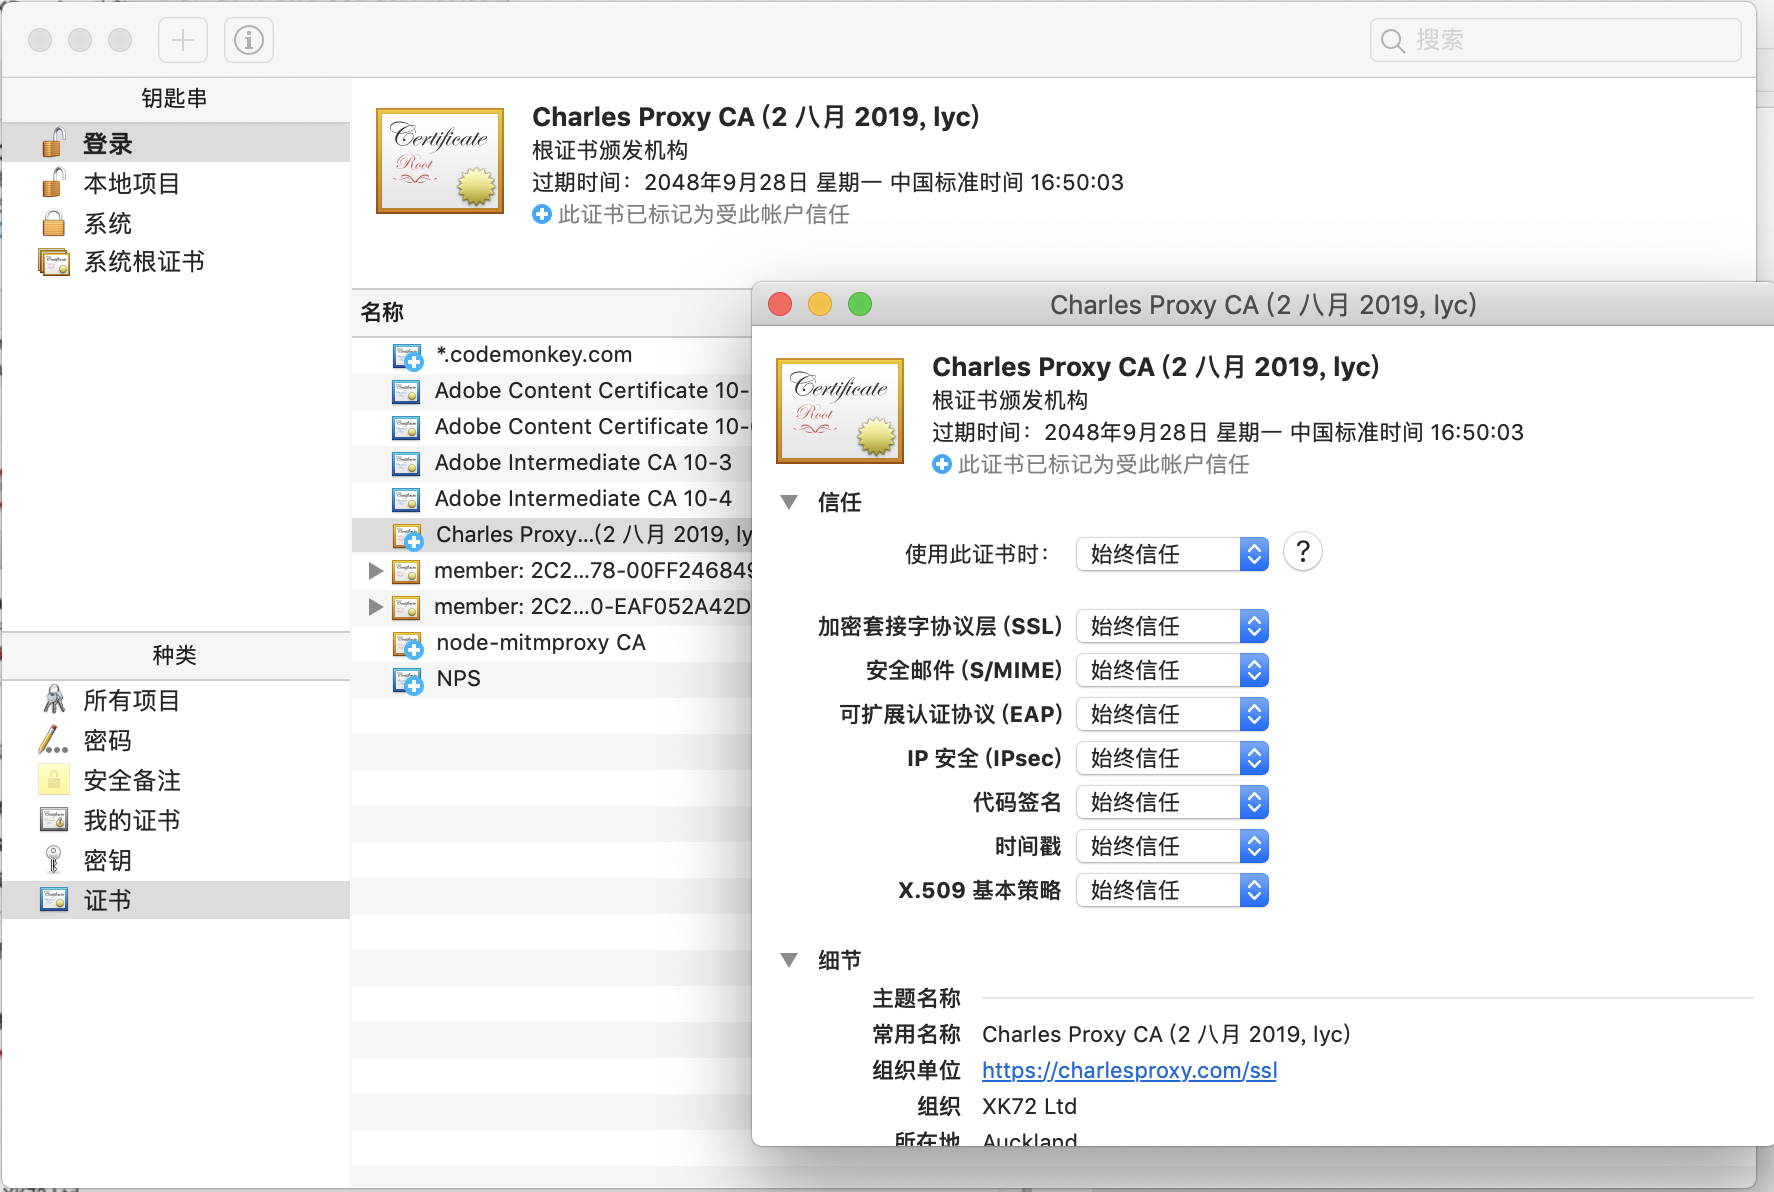 搜索
钥匙串
登录
本地项目
系统
系统根证书
种类
所有项目
密码
安全备注
我的证书
密钥
证书
Charles Proxy CA (2 八月 2019, lyc)
根证书颁发机构
过期时间：2048年9月28日 星期一 中国标准时间 16:50:03
此证书已标记为受此帐户信任
名称
*.codemonkey.com
Adobe Content Certificate 10-
Adobe Content Certificate 10-
Adobe Intermediate CA 10-3
Adobe Intermediate CA 10-4
Charles Proxy...(2 八月 2019, ly
member: 2C2...78-00FF246849
member: 2C2...0-EAF052A42D
node-mitmproxy CA
NPS
Charles Proxy CA (2 八月 2019, lyc)
Certificate
Root
Charles Proxy CA (2 八月 2019, lyc)
根证书颁发机构
过期时间：2048年9月28日 星期一 中国标准时间 16:50:03
此证书已标记为受此帐户信任
信任
使用此证书时： 始终信任 ?
加密套接字协议层 (SSL) 始终信任
安全邮件 (S/MIME) 始终信任
可扩展认证协议 (EAP) 始终信任
IP 安全 (IPsec) 始终信任
代码签名 始终信任
时间戳 始终信任
X.509 基本策略 始终信任
细节
主题名称
常用名称 Charles Proxy CA (2 八月 2019, lyc)
组织单位 https://charlesproxy.com/ssl
组织 XK72 Ltd
所在地 Auckland